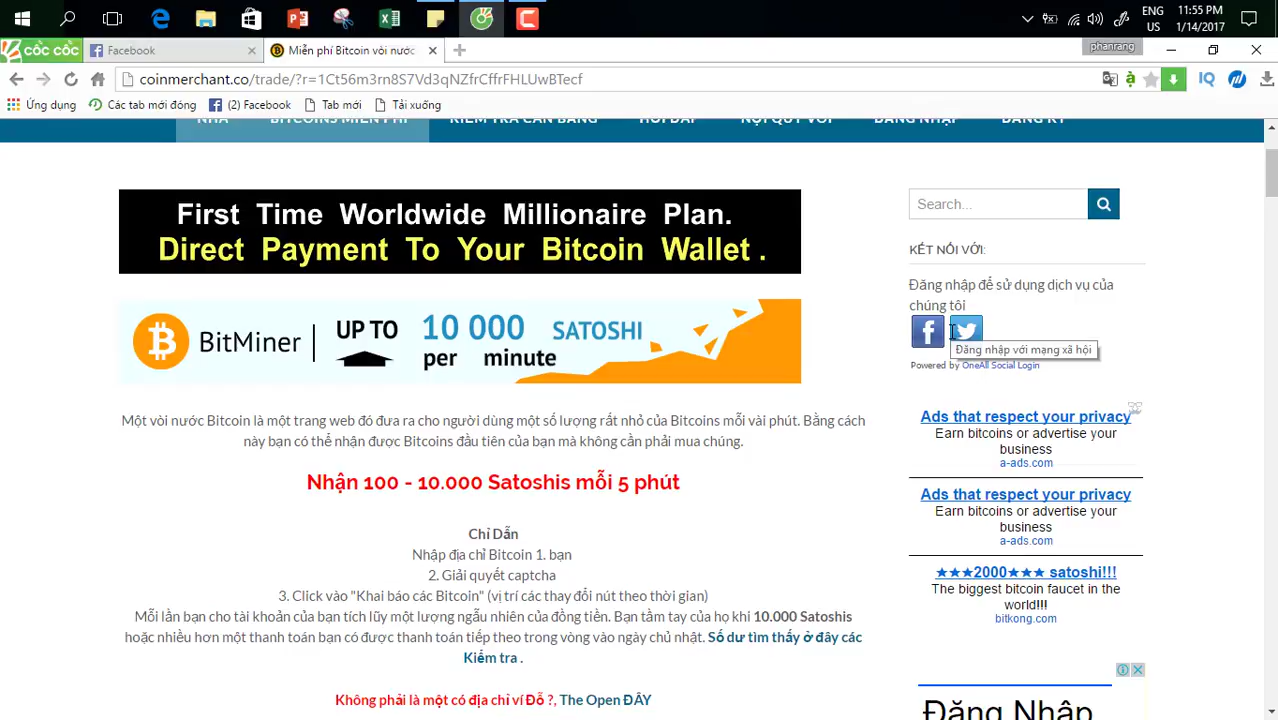 ENG
11:55 PM
US
1/14/2017
phanrang
cốc cốc
Facebook
Miễn phí Bitcoin vòi nước
coinmerchant.co/trade/?r=1Ct56m3rn8S7Vd3qNZfrCffrFHLUwBTecf
Ứng dụng
Các tab mới đóng
(2) Facebook
Tab mới
Tải xuống
NHÀ
BITCOINS MIỄN PHÍ
KIỂM TRA CÂN BẰNG
HỎI ĐÁP
NỘI QUY VÒI
ĐĂNG NHẬP
ĐĂNG KÝ
First Time Worldwide Millionaire Plan.
Direct Payment To Your Bitcoin Wallet .
BitMiner
UP TO
10 000
SATOSHI
per minute
Một vòi nước Bitcoin là một trang web đó đưa ra cho người dùng một số lượng rất nhỏ của Bitcoins mỗi vài phút. Bằng cách
này bạn có thể nhận được Bitcoins đầu tiên của bạn mà không cần phải mua chúng.
Nhận 100 - 10.000 Satoshis mỗi 5 phút
Chỉ Dẫn
Nhập địa chỉ Bitcoin 1. bạn
2. Giải quyết captcha
3. Click vào "Khai báo các Bitcoin" (vị trí các thay đổi nút theo thời gian)
Mỗi lần bạn cho tài khoản của bạn tích lũy một lượng ngẫu nhiên của đồng tiền. Bạn tầm tay của họ khi 10.000 Satoshis
hoặc nhiều hơn một thanh toán bạn có được thanh toán tiếp theo trong vòng vào ngày chủ nhật. Số dư tìm thấy ở đây các
Kiểm tra .
Không phải là một có địa chỉ ví Đỗ ?, The Open ĐÂY
Search...
KẾT NỐI VỚI:
Đăng nhập để sử dụng dịch vụ của
chúng tôi
Đăng nhập với mạng xã hội
Powered by OneAll Social Login
Ads that respect your privacy
Earn bitcoins or advertise your
business
a-ads.com
Ads that respect your privacy
Earn bitcoins or advertise your
business
a-ads.com
★★★2000★★★ satoshi!!!
The biggest bitcoin faucet in the
world!!!
bitkong.com
Đăng Nhập